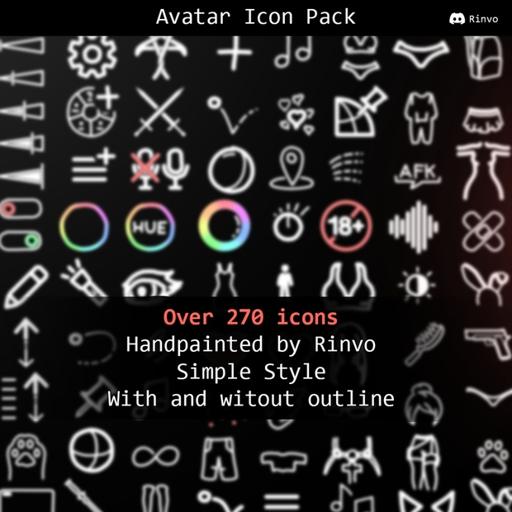 Avatar Icon Pack
Rinvo
AFK
HUE
18+
Over 270 icons
Handpainted by Rinvo
Simple Style
With and witout outline